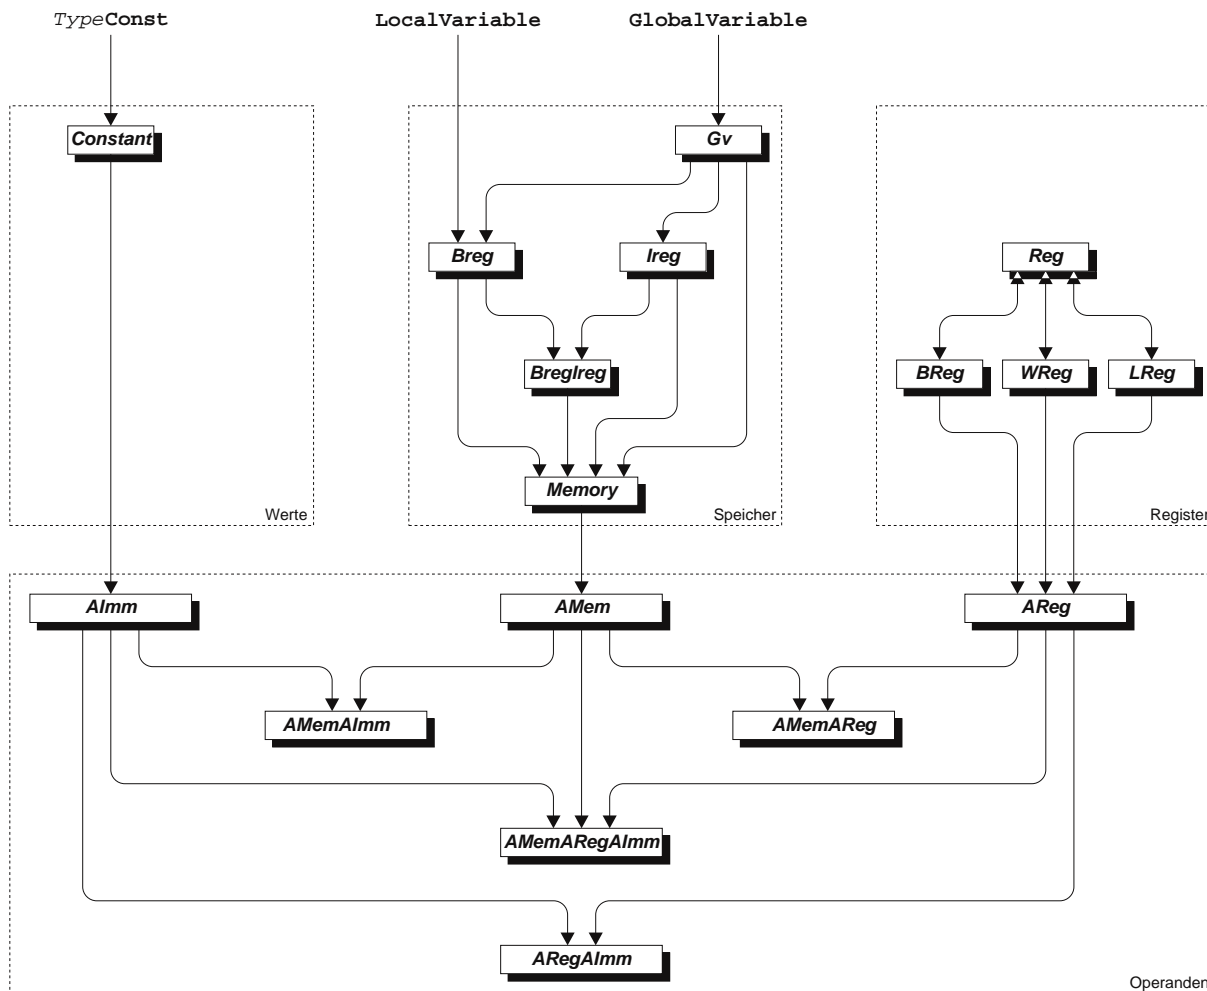 TypeConst
LocalVariable
GlobalVariable
Constant
Gv
Breg
Ireg
Reg
BregIreg
BReg
WReg
LReg
Memory
Werte
Speicher
Register
AImm
AMem
AReg
AMemAImm
AMemAReg
AMemARegAImm
ARegAImm
Operanden